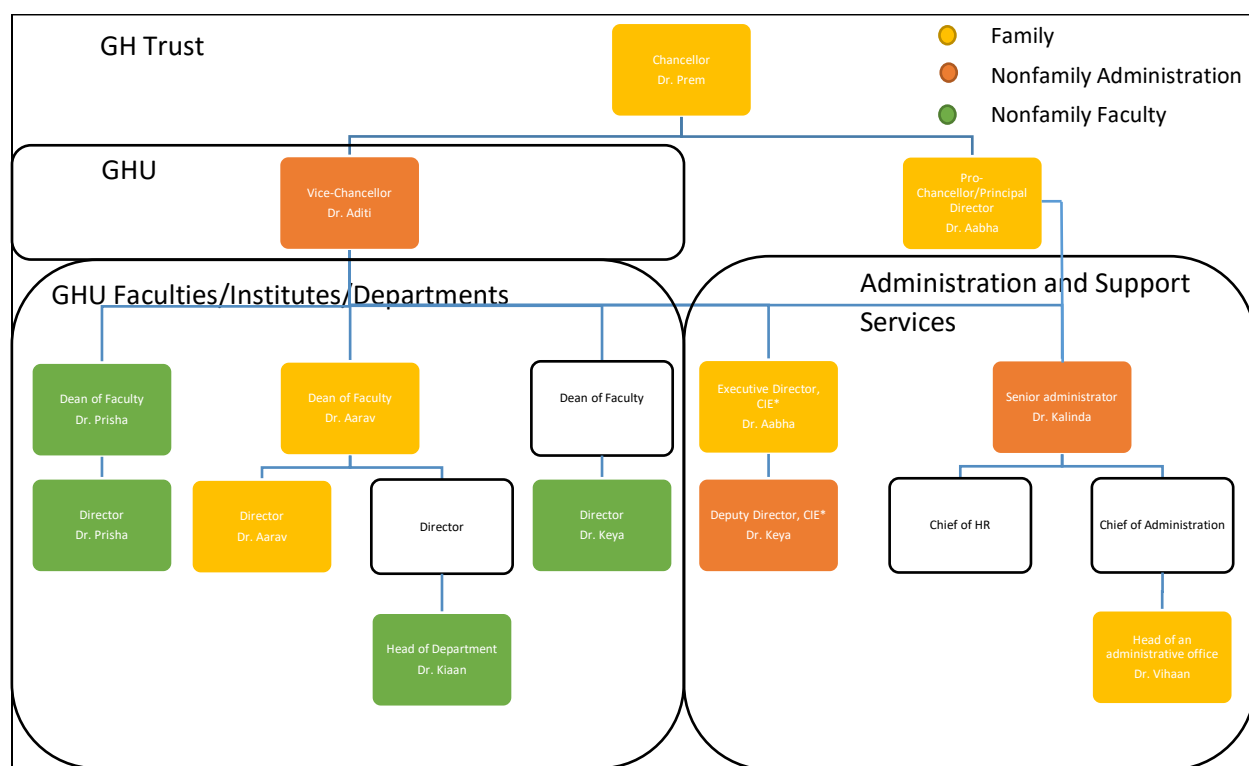 GH Trust
Chancellor
Dr. Prem
Family
Nonfamily Administration
Nonfamily Faculty
GHU
Vice-Chancellor
Dr. Aditi
Pro-
Chancellor/Principal
Director
Dr. Aabha
GHU Faculties/Institutes/Departments
Administration and Support
Services
Dean of Faculty
Dr. Prisha
Dean of Faculty
Dr. Aarav
Dean of Faculty
Executive Director,
CIE*
Dr. Aabha
Senior administrator
Dr. Kalinda
Director
Dr. Prisha
Director
Dr. Aarav
Director
Director
Dr. Keya
Deputy Director, CIE*
Dr. Keya
Chief of HR
Chief of Administration
Head of Department
Dr. Kiaan
Head of an
administrative office
Dr. Vihaan